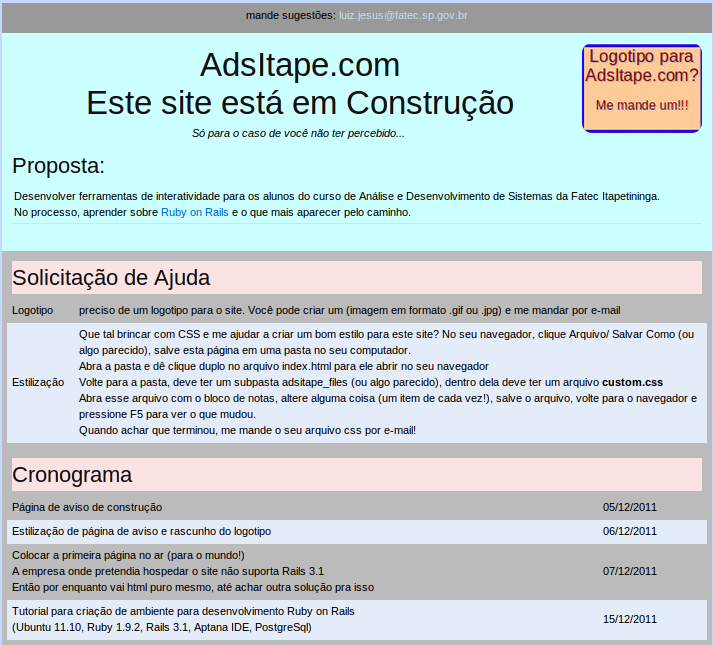 mande sugestões: luiz.jesus@fatec.sp.gov.br
AdsItape.com
Este site está em Construção
Só para o caso de você não ter percebido...
Logotipo para
AdsItape.com?
Me mande um!!!
Proposta:
Desenvolver ferramentas de interatividade para os alunos do curso de Análise e Desenvolvimento de Sistemas da Fatec Itapetininga.
No processo, aprender sobre Ruby on Rails e o que mais aparecer pelo caminho.
Solicitação de Ajuda
Logotipo preciso de um logotipo para o site. Você pode criar um (imagem em formato .gif ou .jpg) e me mandar por e-mail
Que tal brincar com CSS e me ajudar a criar um bom estilo para este site? No seu navegador, clique Arquivo/ Salvar Como (ou
algo parecido), salve esta página em uma pasta no seu computador.
Abra a pasta e dê clique duplo no arquivo index.html para ele abrir no seu navegador
Estilização Volte para a pasta, deve ter um subpasta adsitape_files (ou algo parecido), dentro dela deve ter um arquivo custom.css
Abra esse arquivo com o bloco de notas, altere alguma coisa (um item de cada vez!), salve o arquivo, volte para o navegador e
pressione F5 para ver o que mudou.
Quando achar que terminou, me mande o seu arquivo css por e-mail!
Cronograma
Página de aviso de construção 05/12/2011
Estilização de página de aviso e rascunho do logotipo 06/12/2011
Colocar a primeira página no ar (para o mundo!)
A empresa onde pretendia hospedar o site não suporta Rails 3.1 07/12/2011
Então por enquanto vai html puro mesmo, até achar outra solução pra isso
Tutorial para criação de ambiente para desenvolvimento Ruby on Rails
(Ubuntu 11.10, Ruby 1.9.2, Rails 3.1, Aptana IDE, PostgreSql) 15/12/2011